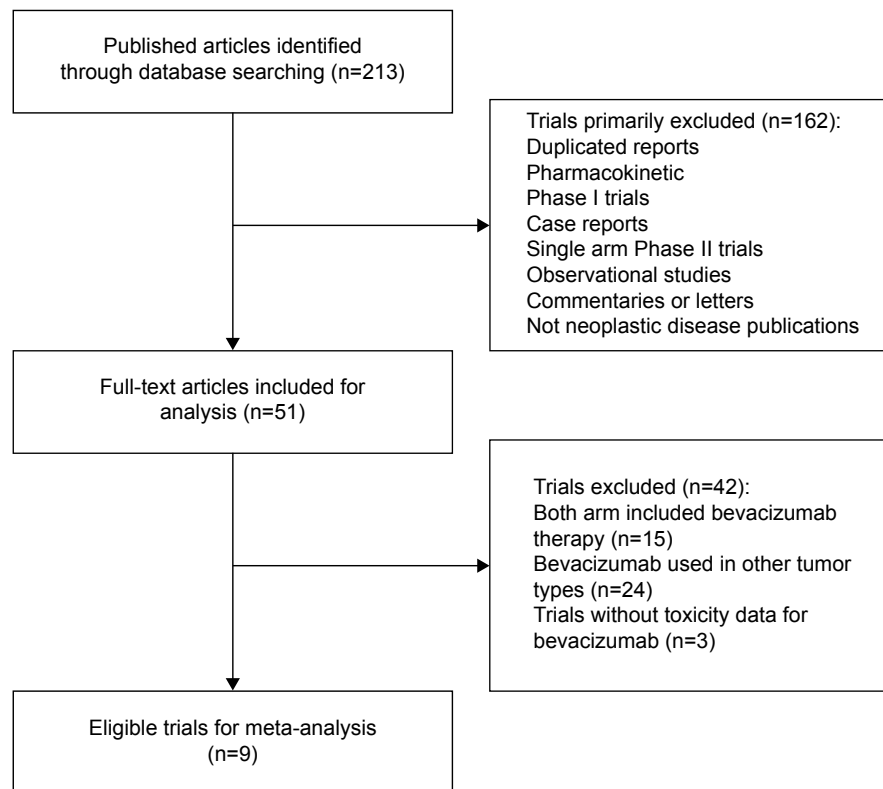 Published articles identified
through database searching (n=213)
Trials primarily excluded (n=162):
Duplicated reports
Pharmacokinetic
Phase I trials
Case reports
Single arm Phase II trials
Observational studies
Commentaries or letters
Not neoplastic disease publications
Full-text articles included for
analysis (n=51)
Trials excluded (n=42):
Both arm included bevacizumab
therapy (n=15)
Bevacizumab used in other tumor
types (n=24)
Trials without toxicity data for
bevacizumab (n=3)
Eligible trials for meta-analysis
(n=9)